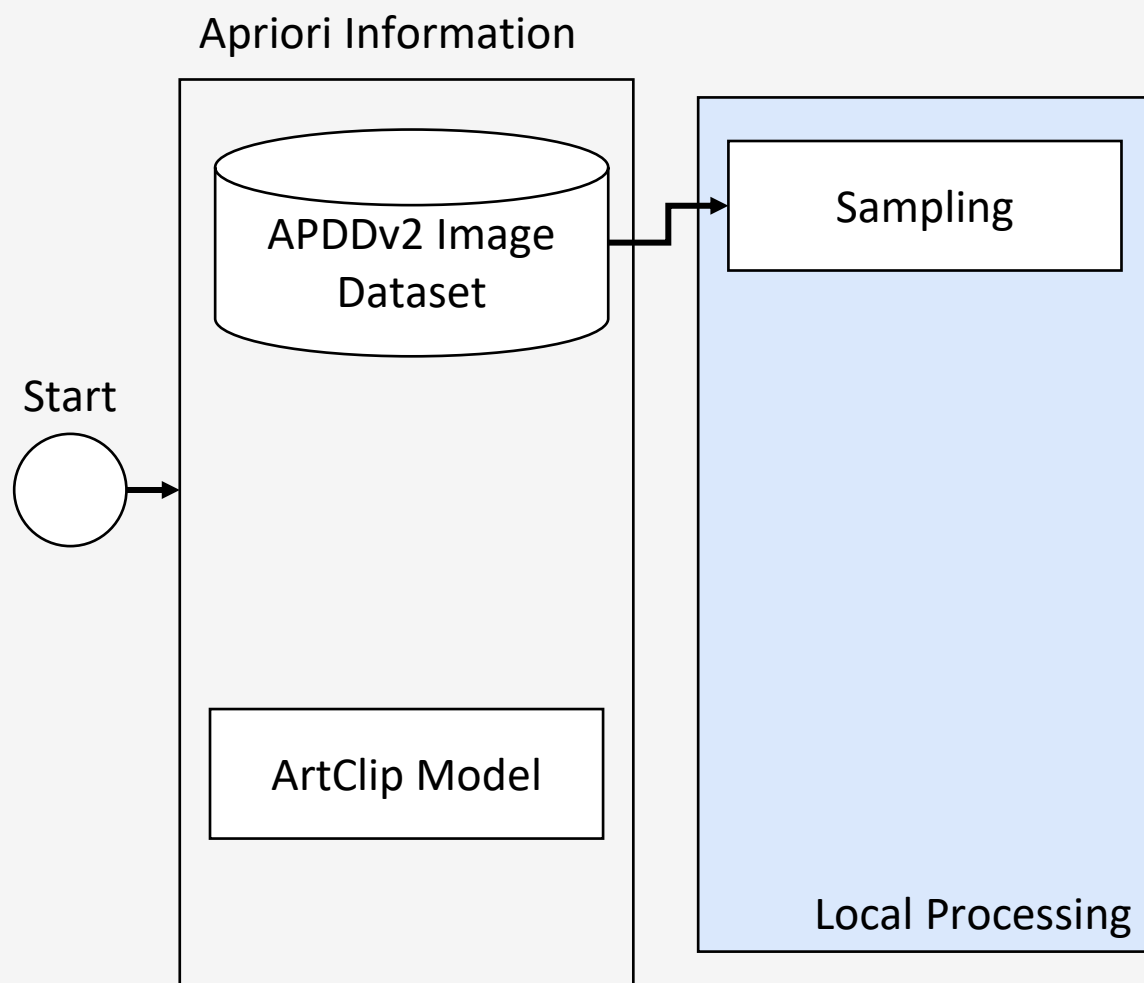 Apriori Information
APDDv2 Image
Dataset
Sampling
Start
ArtClip Model
Local Processing